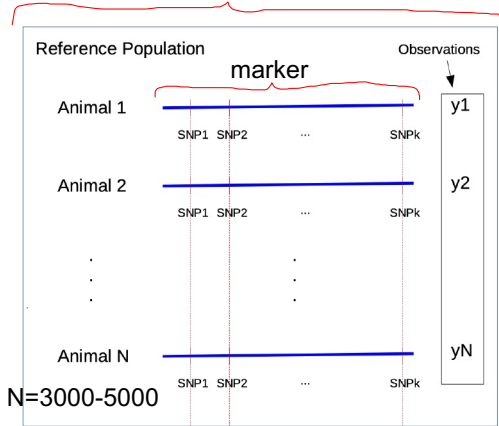 Reference Population
Observations
marker
Animal 1
y1
SNP1 SNP2 ... SNPk
Animal 2
y2
SNP1 SNP2 ... SNPk
. . .
. . .
Animal N
yN
SNP1 SNP2 ... SNPk
N=3000-5000